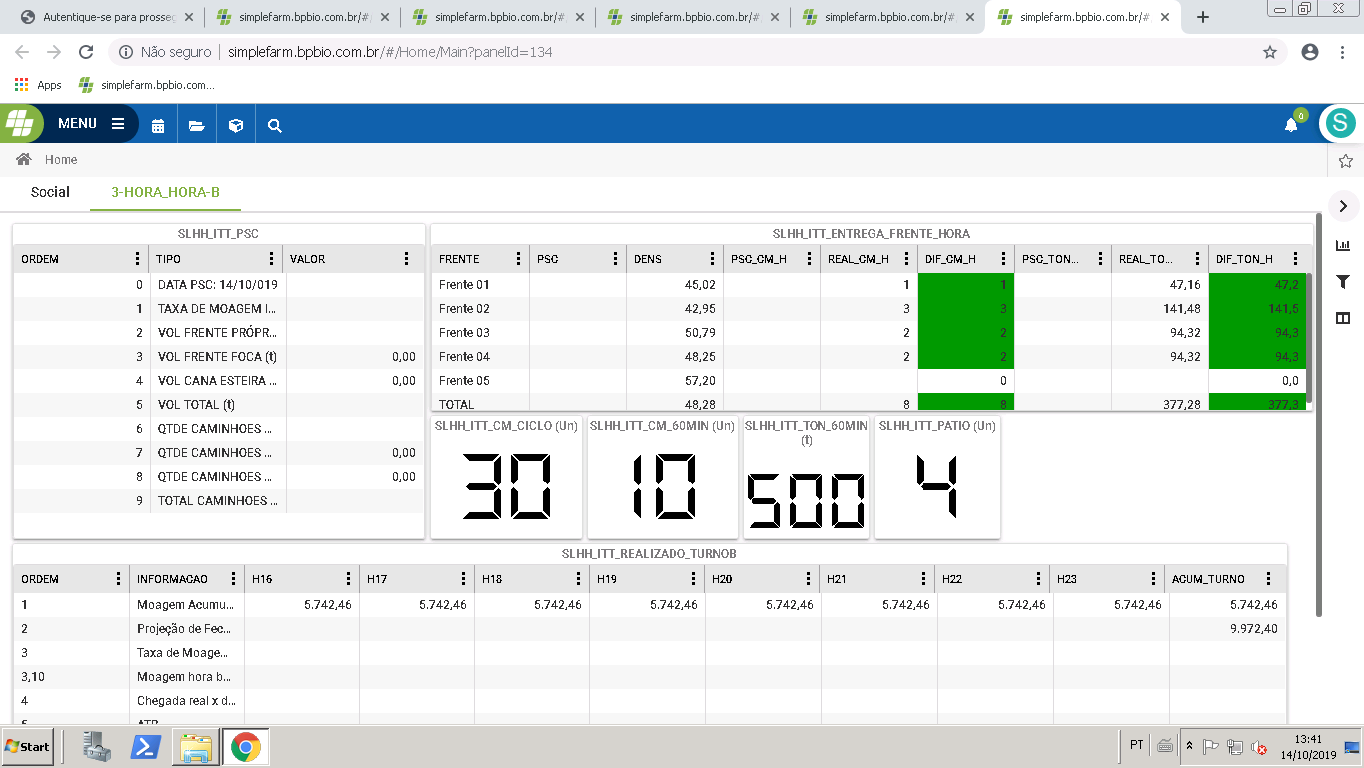 Autentique-se para prosseg
simplefarm.bpbio.com.br/#/
simplefarm.bpbio.com.br/#
simplefarm.bpbio.com.br/#
simplefarm.bpbio.com.br/#
simplefarm.bpbio.com.br/#
Não seguro | simplefarm.bpbio.com.br/#/Home/Main?panelId=134
Apps simplefarm.bpbio.com...
MENU 0 S
Home
Social 3-HORA_HORA-B
SLHH_ITT_PSC
ORDEM TIPO VALOR
0 DATA PSC: 14/10/019
1 TAXA DE MOAGEM I...
2 VOL FRENTE PRÓPR...
3 VOL FRENTE FOCA (t) 0,00
4 VOL CANA ESTEIRA ... 0,00
5 VOL TOTAL (t)
6 QTDE CAMINHOES ...
7 QTDE CAMINHOES ... 0,00
8 QTDE CAMINHOES ... 0,00
9 TOTAL CAMINHOES ...
SLHH_ITT_ENTREGA_FRENTE_HORA
FRENTE PSC DENS PSC_CM_H REAL_CM_H DIF_CM_H PSC_TON... REAL_TO... DIF_TON_H
Frente 01 45,02 1 1 47,16 47,2
Frente 02 42,95 3 3 141,48 141,5
Frente 03 50,79 2 2 94,32 94,3
Frente 04 48,25 2 2 94,32 94,3
Frente 05 57,20 0 0,0
TOTAL 48,28 8 8 377,28 377,3
SLHH_ITT_CM_CICLO (Un)
30
SLHH_ITT_CM_60MIN (Un)
10
SLHH_ITT_TON_60MIN
(t)
500
SLHH_ITT_PATIO (Un)
4
SLHH_ITT_REALIZADO_TURNOB
ORDEM INFORMACAO H16 H17 H18 H19 H20 H21 H22 H23 ACUM_TURNO
1 Moagem Acumu... 5.742,46 5.742,46 5.742,46 5.742,46 5.742,46 5.742,46 5.742,46 5.742,46 5.742,46
2 Projeção de Fec... 9.972,40
3 Taxa de Moage...
3,10 Moagem hora b...
4 Chegada real x d...
5 ATR
Start PT 13:41
14/10/2019